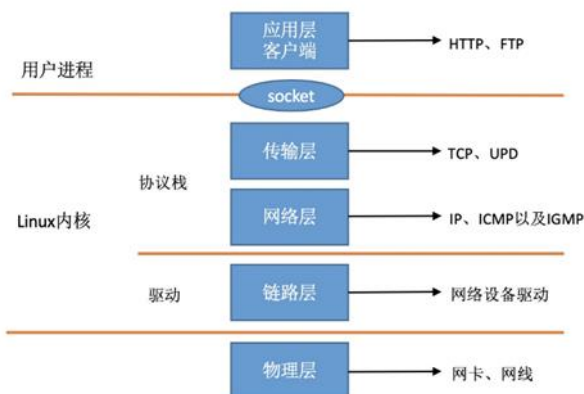 应用层
客户端
HTTP、FTP
用户进程
socket
传输层
TCP、UPD
协议栈
Linux内核
网络层
IP、ICMP以及IGMP
驱动
链路层
网络设备驱动
物理层
网卡、网线